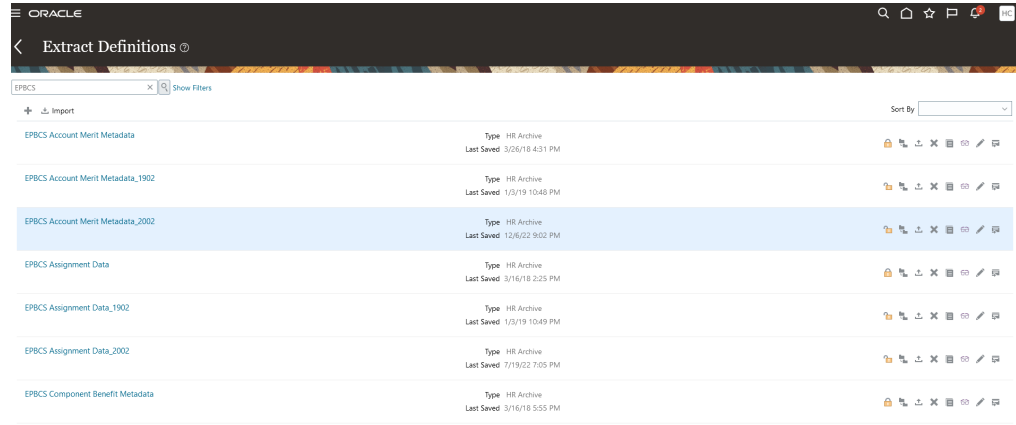 ORACLE
2
HC
Extract Definitions
EPBCS
Show Filters
Import
Sort By
EPBCS Account Merit Metadata
Type HR Archive
Last Saved 3/26/18 4:31 PM
EPBCS Account Merit Metadata_1902
Type HR Archive
Last Saved 1/3/19 10:48 PM
EPBCS Account Merit Metadata_2002
Type HR Archive
Last Saved 12/6/22 9:02 PM
EPBCS Assignment Data
Type HR Archive
Last Saved 3/16/18 2:25 PM
EPBCS Assignment Data_1902
Type HR Archive
Last Saved 1/3/19 10:49 PM
EPBCS Assignment Data_2002
Type HR Archive
Last Saved 7/19/22 7:05 PM
EPBCS Component Benefit Metadata
Type HR Archive
Last Saved 3/16/18 5:55 PM